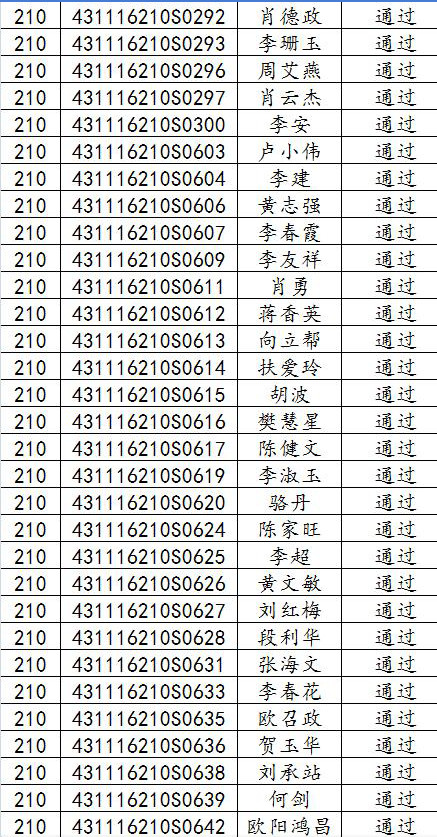 210 431116210S0292 肖德政 通过
210 431116210S0293 李珊玉 通过
210 431116210S0296 周艾燕 通过
210 431116210S0297 肖云杰 通过
210 431116210S0300 李安 通过
210 431116210S0603 卢小伟 通过
210 431116210S0604 李建 通过
210 431116210S0606 黄志强 通过
210 431116210S0607 李春霞 通过
210 431116210S0609 李友祥 通过
210 431116210S0611 肖勇 通过
210 431116210S0612 蒋香英 通过
210 431116210S0613 向立帮 通过
210 431116210S0614 扶爱玲 通过
210 431116210S0615 胡波 通过
210 431116210S0616 樊慧星 通过
210 431116210S0617 陈健文 通过
210 431116210S0619 李淑玉 通过
210 431116210S0620 骆丹 通过
210 431116210S0624 陈家旺 通过
210 431116210S0625 李超 通过
210 431116210S0626 黄文敏 通过
210 431116210S0627 刘红梅 通过
210 431116210S0628 段利华 通过
210 431116210S0631 张海文 通过
210 431116210S0633 李春花 通过
210 431116210S0635 欧召政 通过
210 431116210S0636 贺玉华 通过
210 431116210S0638 刘承站 通过
210 431116210S0639 何剑 通过
210 431116210S0642 欧阳鸿昌 通过